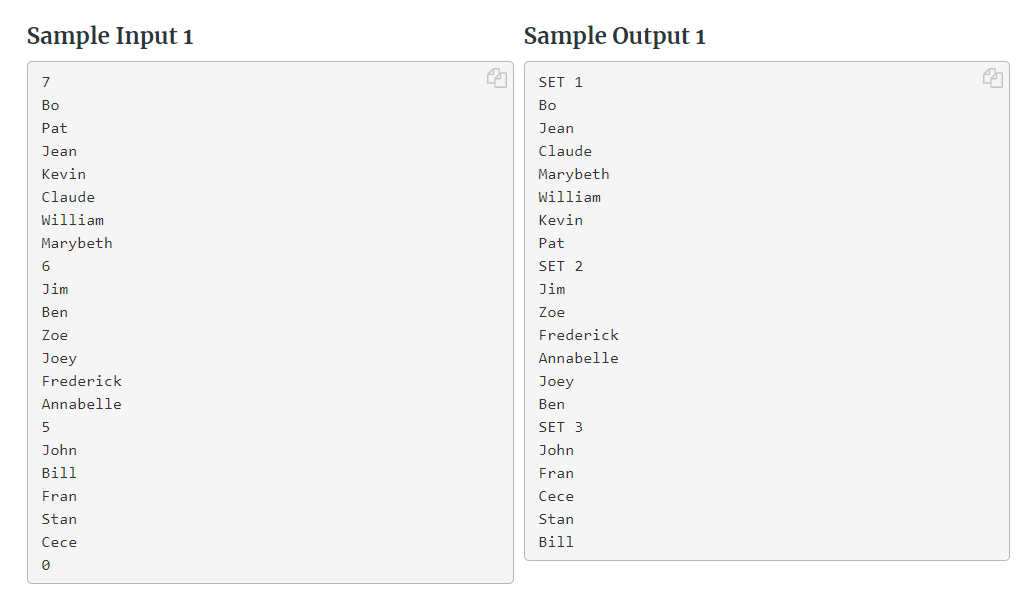 Sample Input 1
7
Bo
Pat
Jean
Kevin
Claude
William
Marybeth
6
Jim
Ben
Zoe
Joey
Frederick
Annabelle
5
John
Bill
Fran
Stan
Cece
0
Sample Output 1
SET 1
Bo
Jean
Claude
Marybeth
William
Kevin
Pat
SET 2
Jim
Zoe
Frederick
Annabelle
Joey
Ben
SET 3
John
Fran
Cece
Stan
Bill